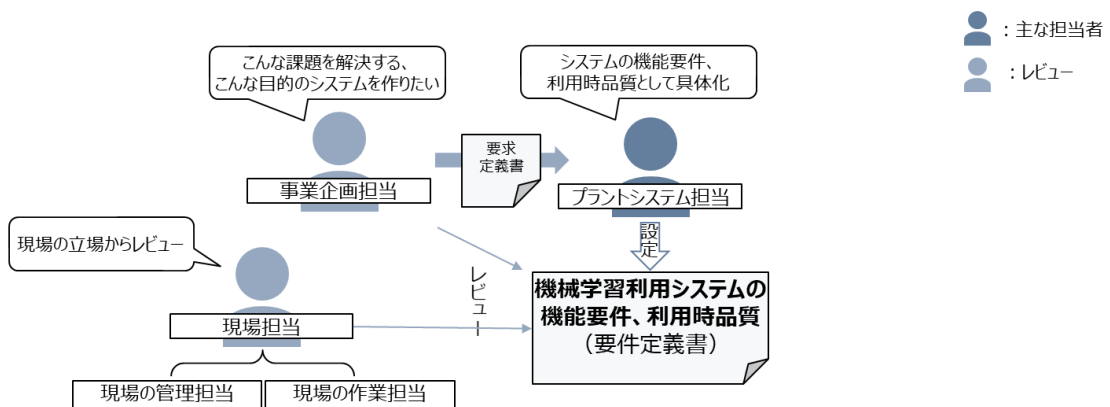 ：主な担当者
：レビュー
こんな課題を解決する、
こんな目的のシステムを作りたい
システムの機能要件、
利用時品質として具体化
要求
定義書
事業企画担当
プラントシステム担当
現場の立場からレビュー
設定
レビュー
機械学習利用システムの
機能要件、利用時品質
（要件定義書）
現場担当
現場の管理担当
現場の作業担当